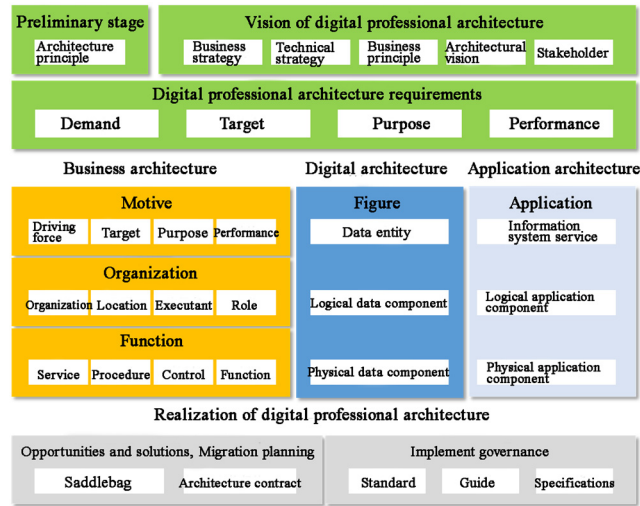 Preliminary stage
Architecture
principle
Vision of digital professional architecture
Business
strategy
Technical
strategy
Business
principle
Architectural
vision
Stakeholder
Digital professional architecture requirements
Demand
Target
Purpose
Performance
Business architecture
Digital architecture
Application architecture
Motive
Driving
force
Target
Purpose
Performance
Figure
Data entity
Application
Information
system service
Organization
Organization
Location
Executant
Role
Logical data component
Logical application
component
Function
Service
Procedure
Control
Function
Physical data component
Physical application
component
Realization of digital professional architecture
Opportunities and solutions, Migration planning
Saddlebag
Architecture contract
Implement governance
Standard
Guide
Specifications